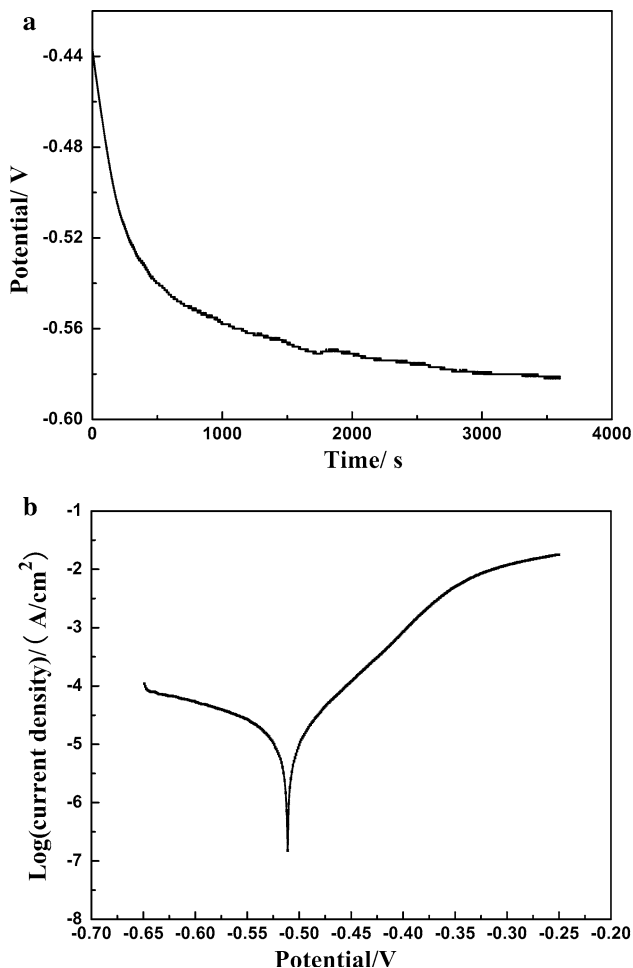 a
-0.44
-0.48
-0.52
-0.56
-0.60
0 1000 2000 3000 4000
Potential/ V
Time/ s
b
-1
-2
-3
-4
-5
-6
-7
-8
-0.70 -0.65 -0.60 -0.55 -0.50 -0.45 -0.40 -0.35 -0.30 -0.25 -0.20
Log(current density)/( A/cm²)
Potential/V